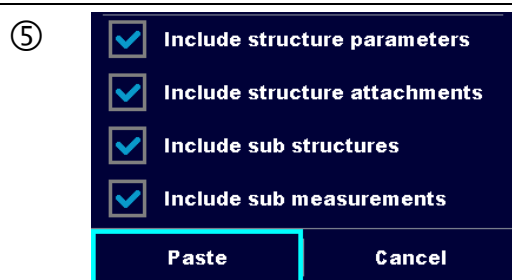 ⑤
Include structure parameters
Include structure attachments
Include sub structures
Include sub measurements
Paste Cancel